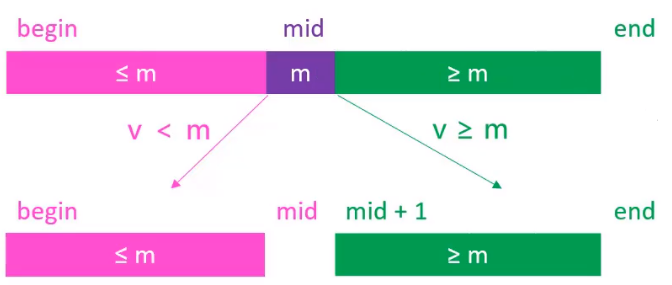 begin mid end
≤ m m ≥ m
v < m v ≥ m
begin mid mid + 1 end
≤ m ≥ m